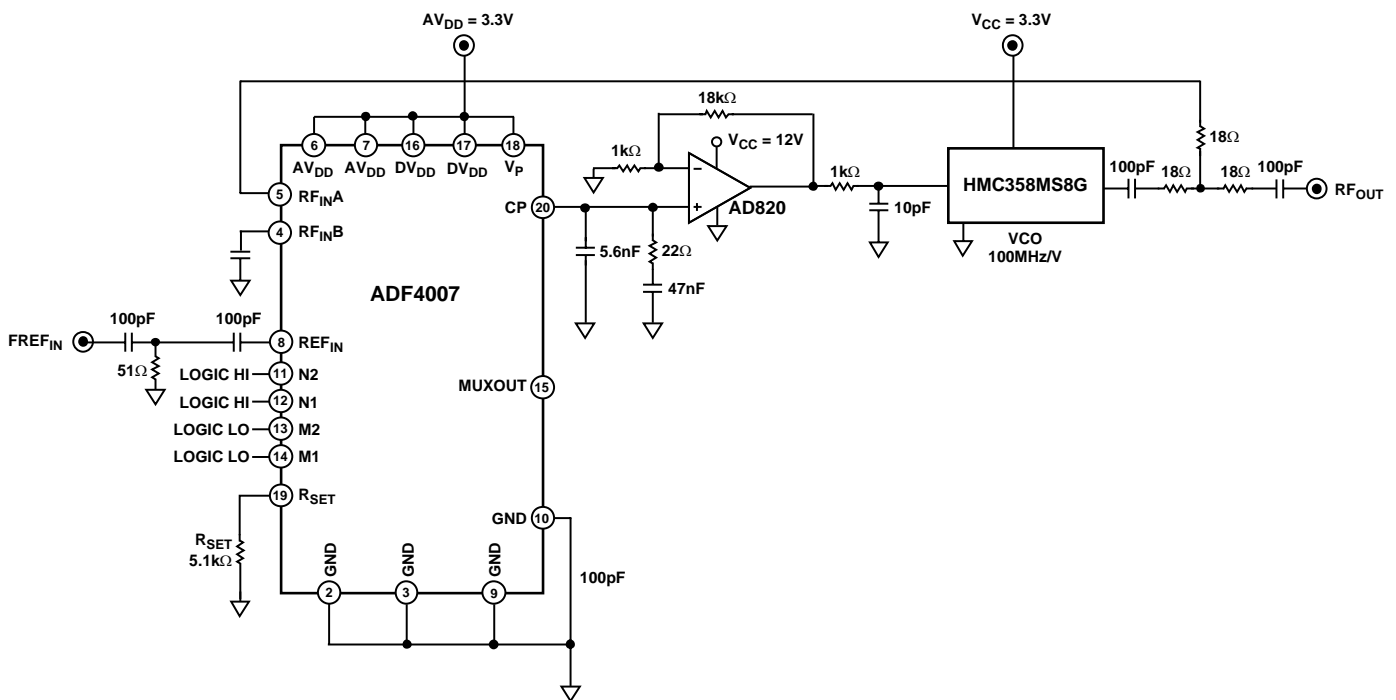 AVDD = 3.3V
VCC = 3.3V
18kΩ
18Ω
6
7
16
17
18
AVDD
AVDD
DVDD
DVDD
VP
1kΩ
VCC = 12V
−
+
AD820
1kΩ
10pF
HMC358MS8G
VCO
100MHz/V
100pF
18Ω
18Ω
100pF
RFOUT
5
RFINA
4
RFINB
CP
20
5.6nF
22Ω
47nF
ADF4007
FREFIN
100pF
100pF
51Ω
8
REFIN
LOGIC HI
11
N2
LOGIC HI
12
N1
LOGIC LO
13
M2
LOGIC LO
14
M1
MUXOUT
15
19
RSET
RSET
5.1kΩ
GND
10
GND
GND
GND
2
3
9
100pF